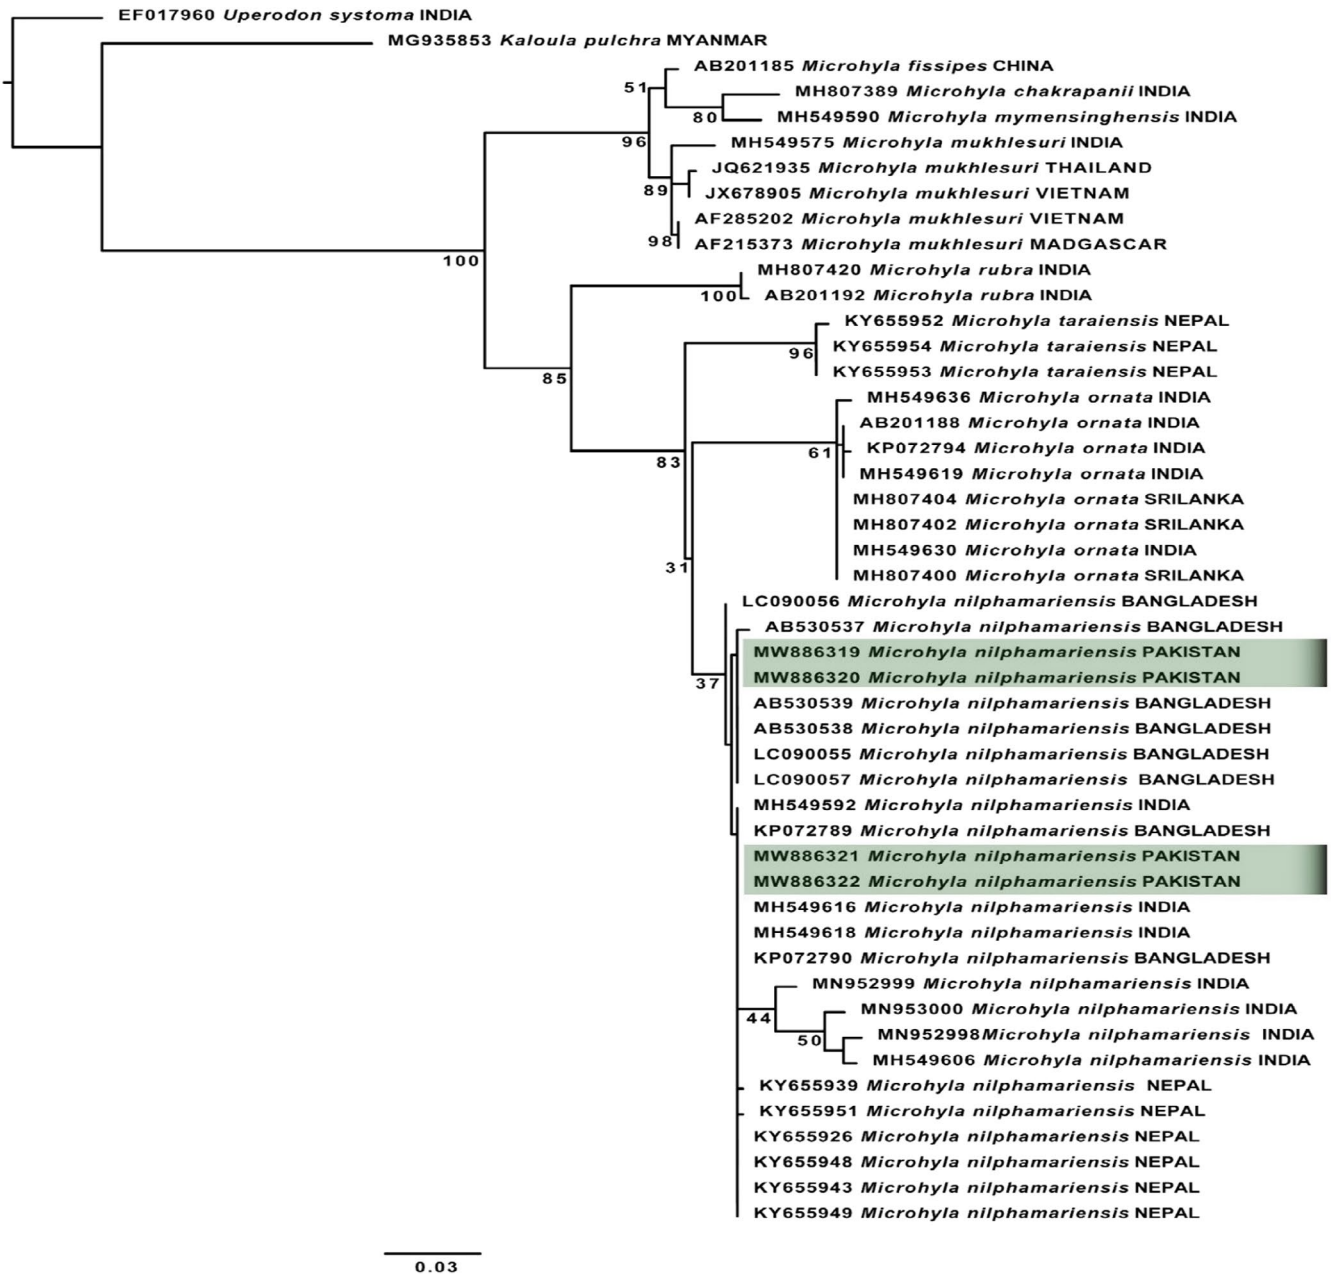 EF017960 Uperodon systoma INDIA
MG935853 Kaloula pulchra MYANMAR
AB201185 Microhyla fissipes CHINA
51
MH807389 Microhyla chakrapanii INDIA
80
MH549590 Microhyla mymensinghensis INDIA
96
MH549575 Microhyla mukhlesuri INDIA
JQ621935 Microhyla mukhlesuri THAILAND
89
JX678905 Microhyla mukhlesuri VIETNAM
AF285202 Microhyla mukhlesuri VIETNAM
98
AF215373 Microhyla mukhlesuri MADGASCAR
100
MH807420 Microhyla rubra INDIA
100
AB201192 Microhyla rubra INDIA
KY655952 Microhyla taraiensis NEPAL
96
KY655954 Microhyla taraiensis NEPAL
KY655953 Microhyla taraiensis NEPAL
85
MH549636 Microhyla ornata INDIA
AB201188 Microhyla ornata INDIA
61
KP072794 Microhyla ornata INDIA
83
MH549619 Microhyla ornata INDIA
MH807404 Microhyla ornata SRILANKA
MH807402 Microhyla ornata SRILANKA
MH549630 Microhyla ornata INDIA
31
MH807400 Microhyla ornata SRILANKA
LC090056 Microhyla nilphamariensis BANGLADESH
AB530537 Microhyla nilphamariensis BANGLADESH
MW886319 Microhyla nilphamariensis PAKISTAN
MW886320 Microhyla nilphamariensis PAKISTAN
37
AB530539 Microhyla nilphamariensis BANGLADESH
AB530538 Microhyla nilphamariensis BANGLADESH
LC090055 Microhyla nilphamariensis BANGLADESH
LC090057 Microhyla nilphamariensis BANGLADESH
MH549592 Microhyla nilphamariensis INDIA
KP072789 Microhyla nilphamariensis BANGLADESH
MW886321 Microhyla nilphamariensis PAKISTAN
MW886322 Microhyla nilphamariensis PAKISTAN
MH549616 Microhyla nilphamariensis INDIA
MH549618 Microhyla nilphamariensis INDIA
KP072790 Microhyla nilphamariensis BANGLADESH
MN952999 Microhyla nilphamariensis INDIA
44
MN953000 Microhyla nilphamariensis INDIA
50
MN952998Microhyla nilphamariensis INDIA
MH549606 Microhyla nilphamariensis INDIA
KY655939 Microhyla nilphamariensis NEPAL
KY655951 Microhyla nilphamariensis NEPAL
KY655926 Microhyla nilphamariensis NEPAL
KY655948 Microhyla nilphamariensis NEPAL
KY655943 Microhyla nilphamariensis NEPAL
KY655949 Microhyla nilphamariensis NEPAL
0.03